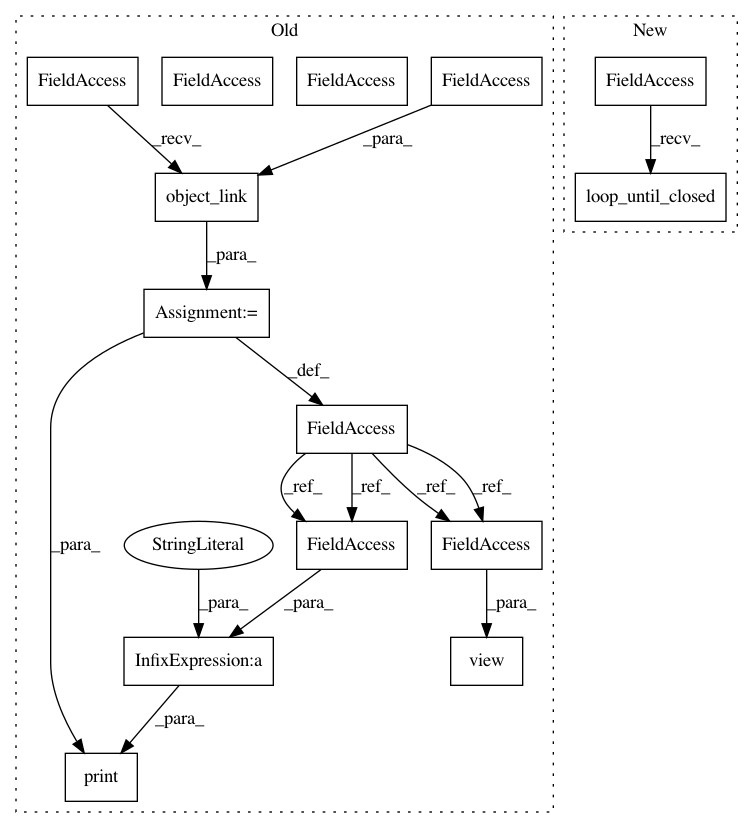 Old
New
FieldAccess
FieldAccess
FieldAccess
FieldAccess
FieldAccess
_recv_
_para_
_recv_
object_link
loop_until_closed
_para_
Assignment:=
_def_
FieldAccess
_ref_
_ref_
_ref_
_ref_
_para_
StringLiteral
FieldAccess
FieldAccess
_para_
_para_
_para_
InfixExpression:a
view
_para_
print